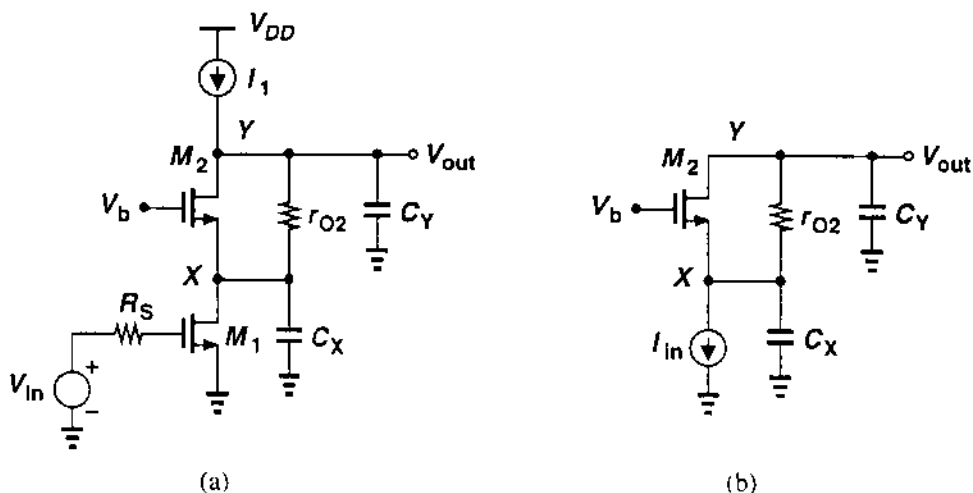 V_DD
I_1
Y
M_2
V_out
V_b
r_O2
C_Y
X
R_S
M_1
C_X
V_in
+
−
(a)
Y
M_2
V_out
V_b
r_O2
C_Y
X
I_in
C_X
(b)